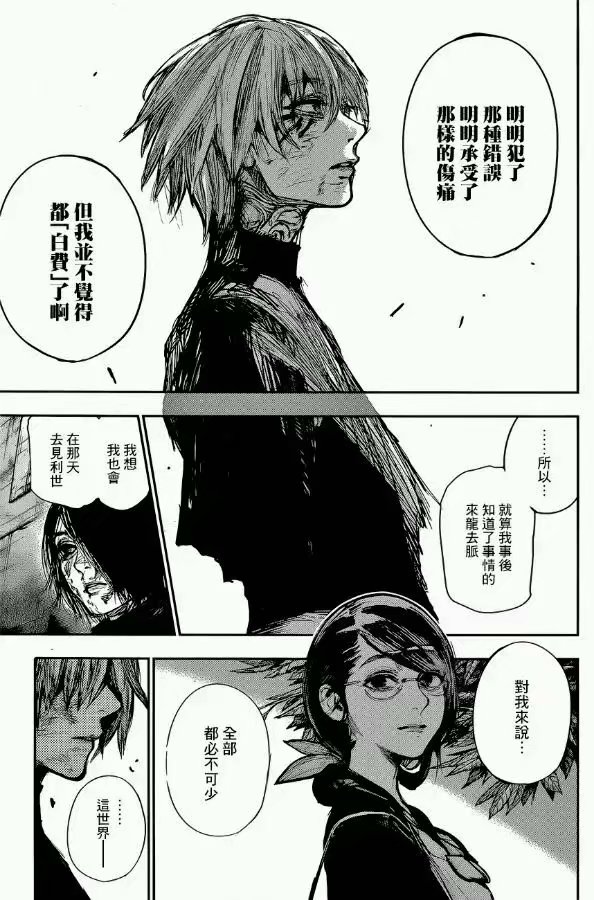 明明犯了
那種錯誤
明明承受了
那樣的傷痛
但我並不覺得
都「白費」了啊
……所以…
就算我事後
知道了事情的
來龍去脈
我想
我也會
在那天
去見利世
對我來說…
全部
都必不可少
……
這世界——